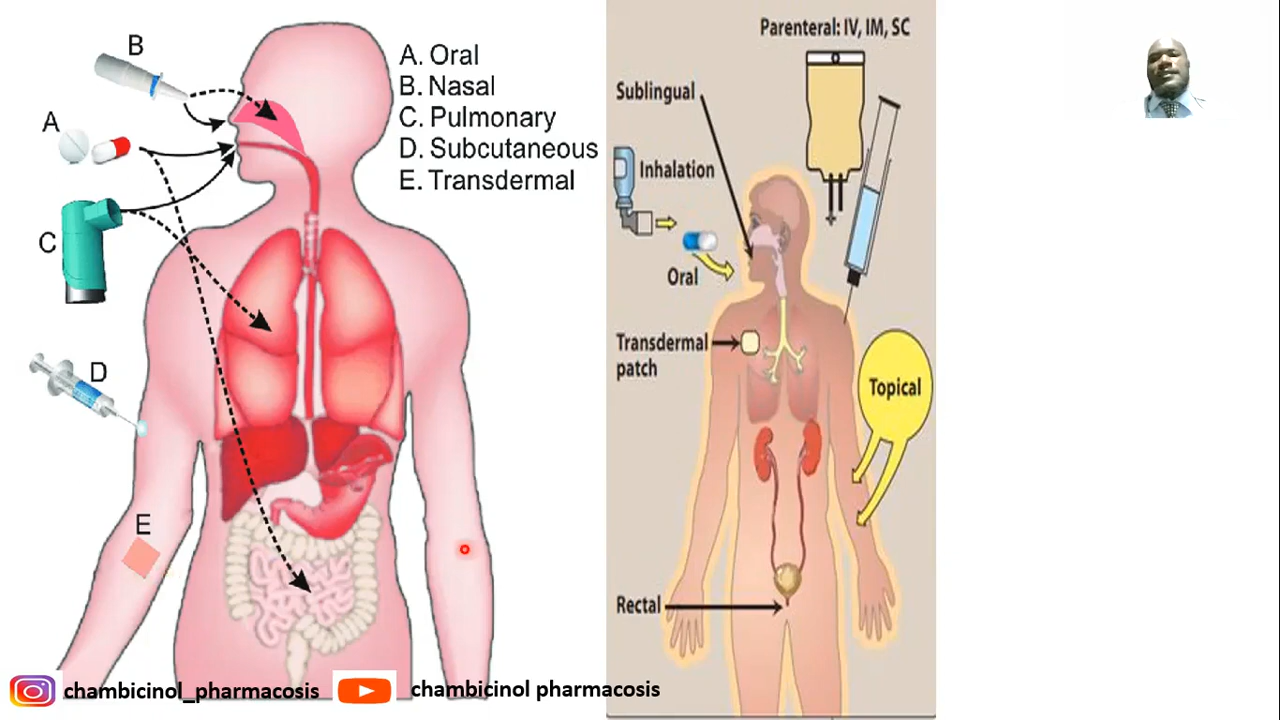 B
A
C
D
E
A. Oral
B. Nasal
C. Pulmonary
D. Subcutaneous
E. Transdermal
Parenteral: IV, IM, SC
Sublingual
Inhalation
Oral
Transdermal
patch
Topical
Rectal
chambicinol_pharmacosis
chambicinol pharmacosis